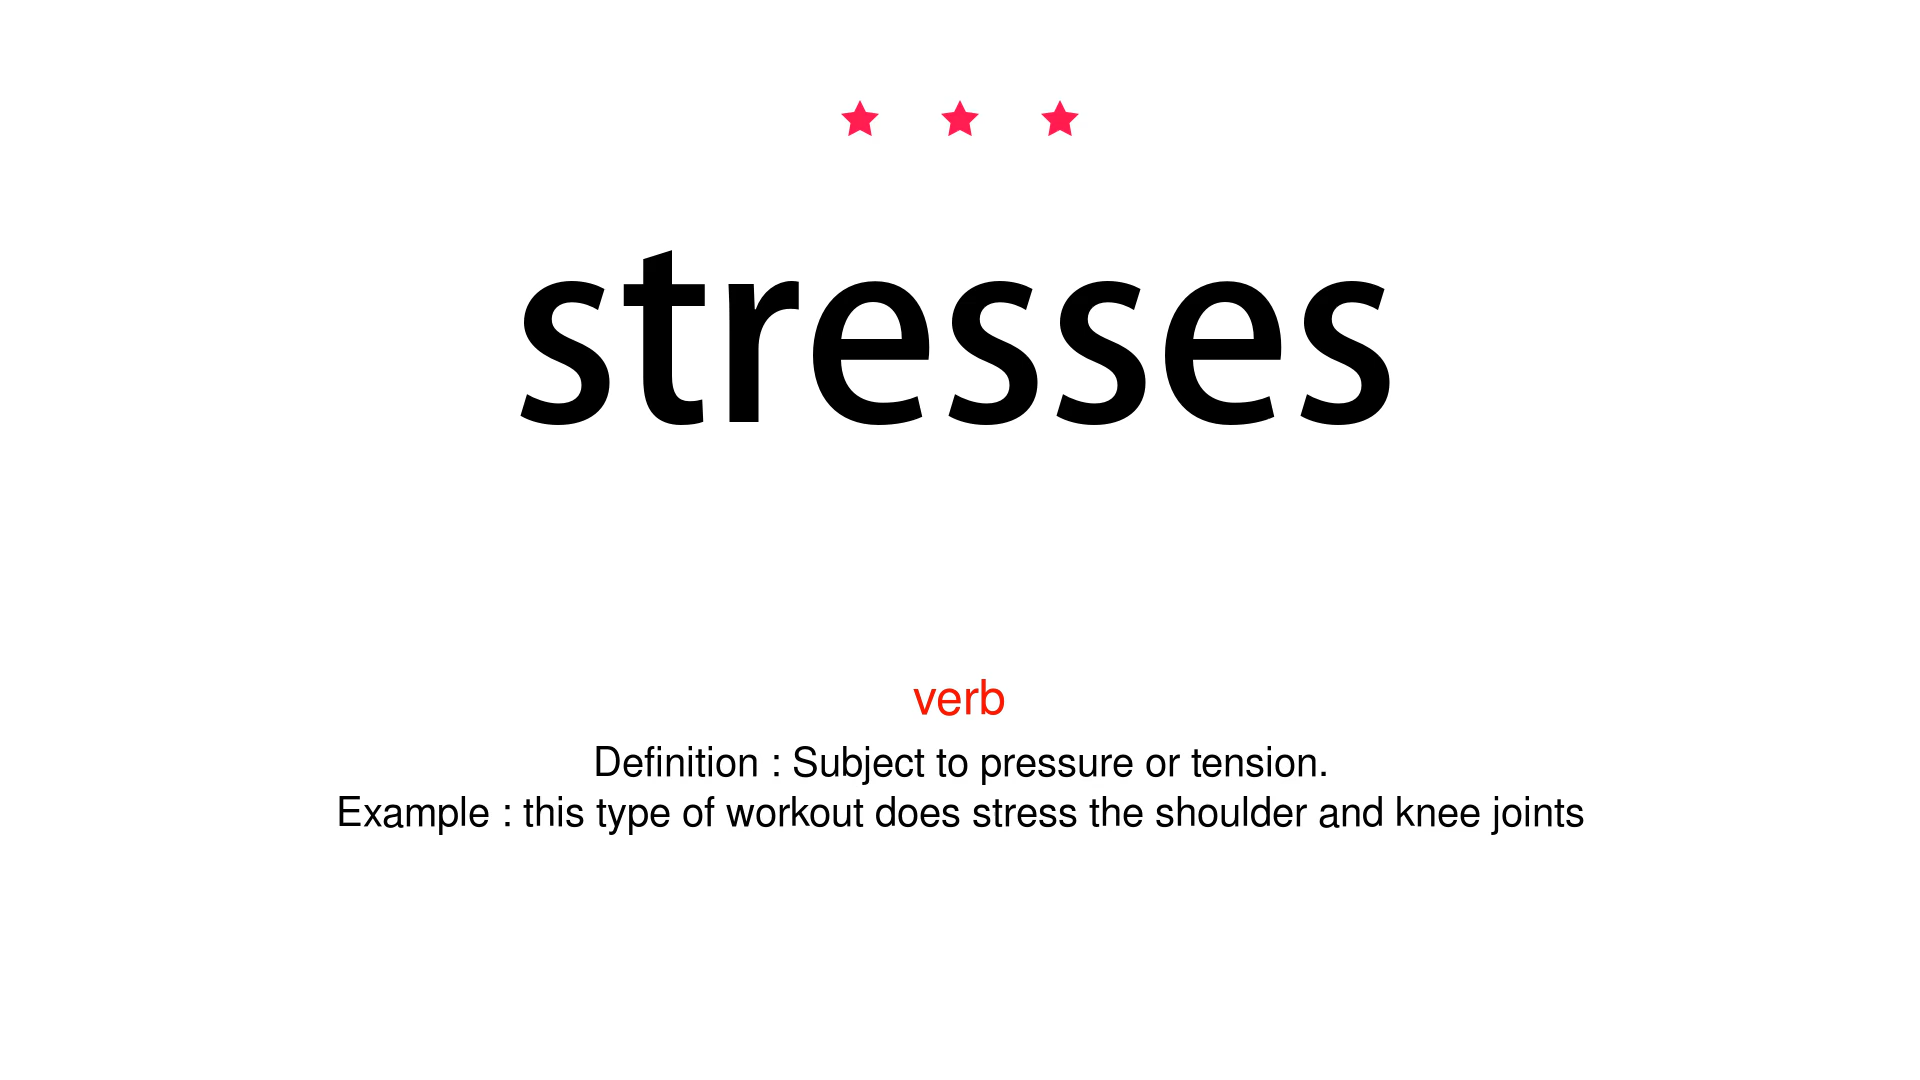 stresses
verb
Definition : Subject to pressure or tension.
Example : this type of workout does stress the shoulder and knee joints